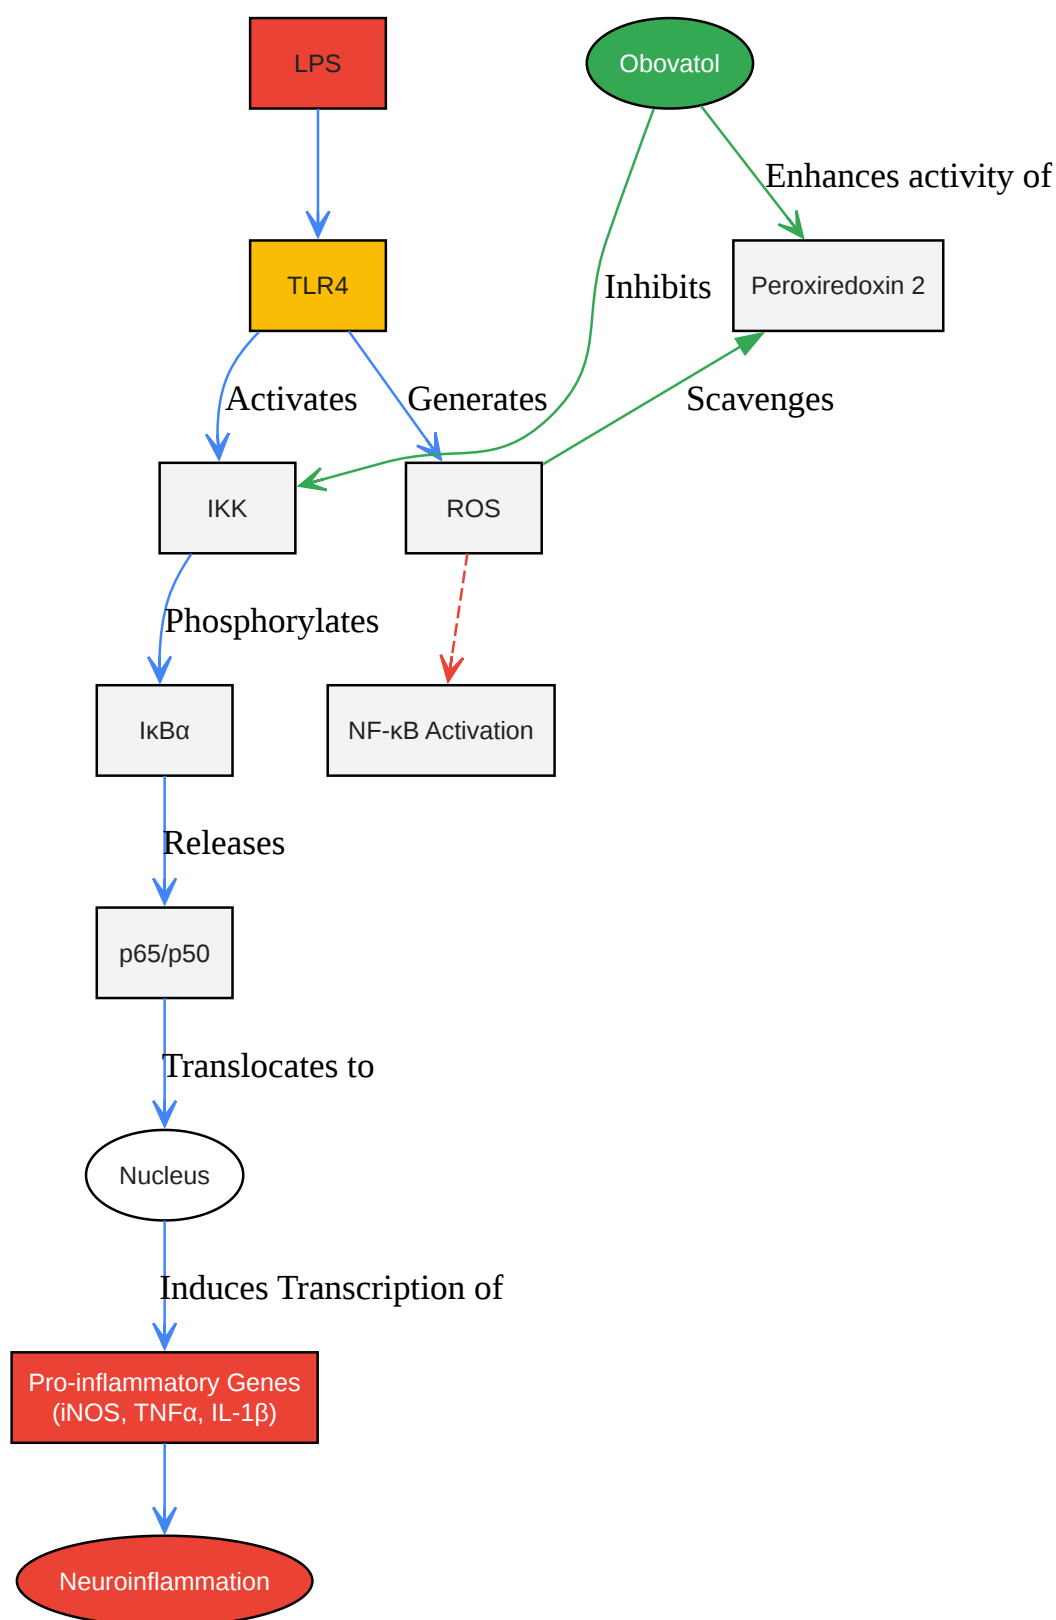 LPS
Obovatol
Enhances activity of
TLR4
Inhibits
Peroxiredoxin 2
Activates
Generates
Scavenges
IKK
ROS
Phosphorylates
IκBα
NF-κB Activation
Releases
p65/p50
Translocates to
Nucleus
Induces Transcription of
Pro-inflammatory Genes
(iNOS, TNFα, IL-1β)
Neuroinflammation